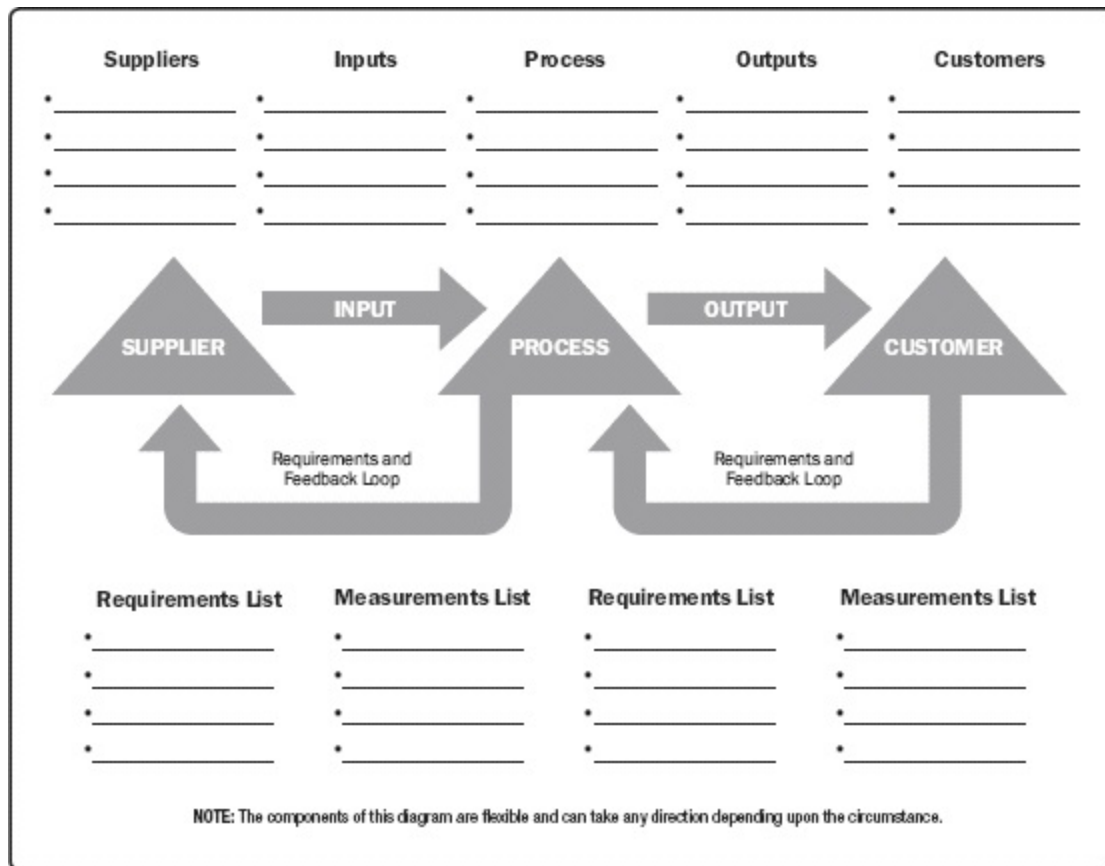 Suppliers Inputs Process Outputs Customers
INPUT OUTPUT
SUPPLIER PROCESS CUSTOMER
Requirements and Requirements and
Feedback Loop Feedback Loop
Requirements List Measurements List Requirements List Measurements List
NOTE: The components of this diagram are flexible and can take any direction depending upon the circumstance.